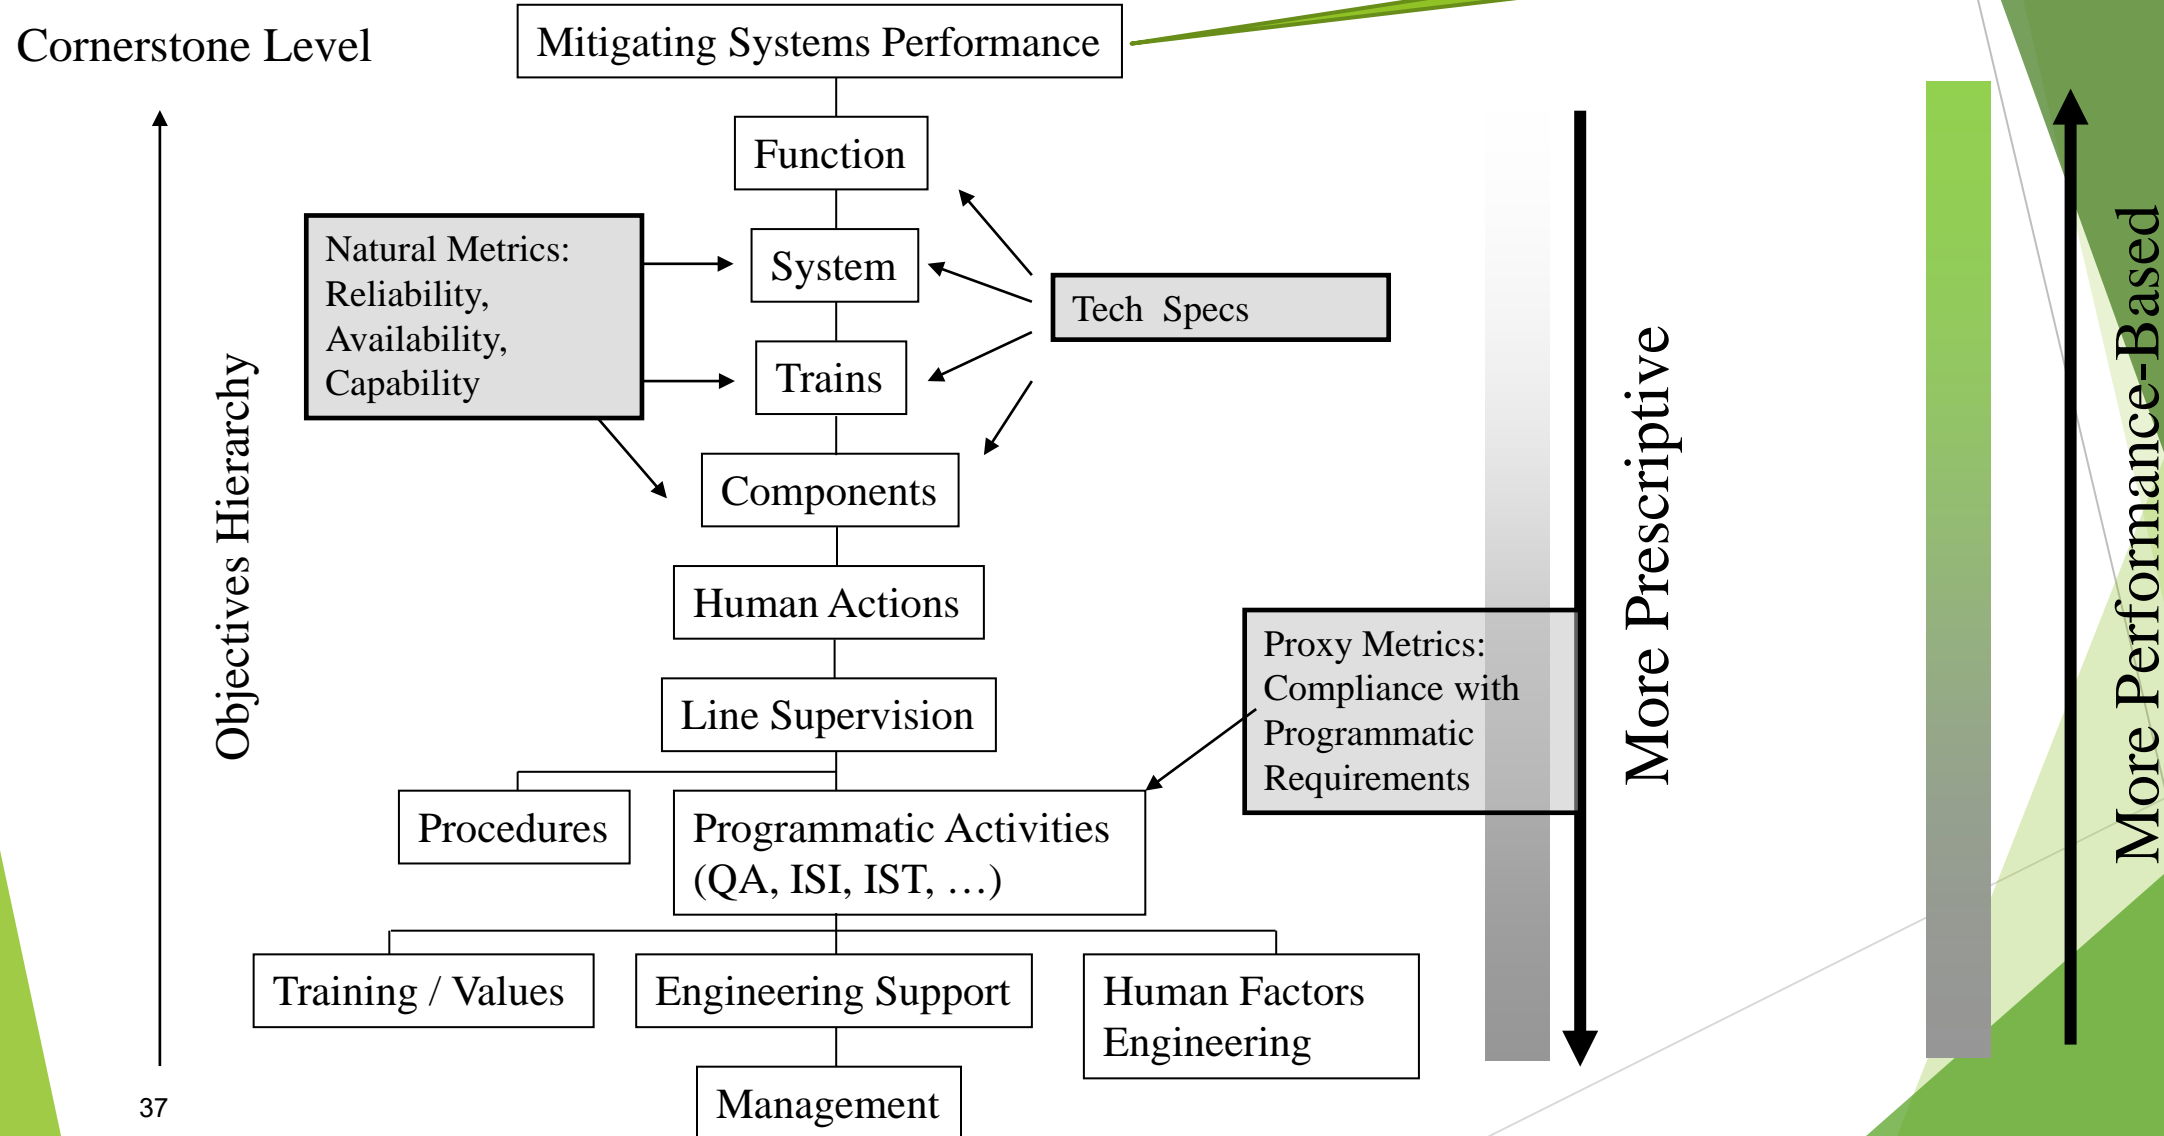 Cornerstone Level
Mitigating Systems Performance
Function
Natural Metrics:
Reliability,
Availability,
Capability
System
Tech Specs
Trains
Components
Objectives Hierarchy
Human Actions
Line Supervision
Proxy Metrics:
Compliance with
Programmatic
Requirements
More Prescriptive
More Performance-Based
Procedures
Programmatic Activities
(QA, ISI, IST, …)
Training / Values
Engineering Support
Human Factors
Engineering
Management
37